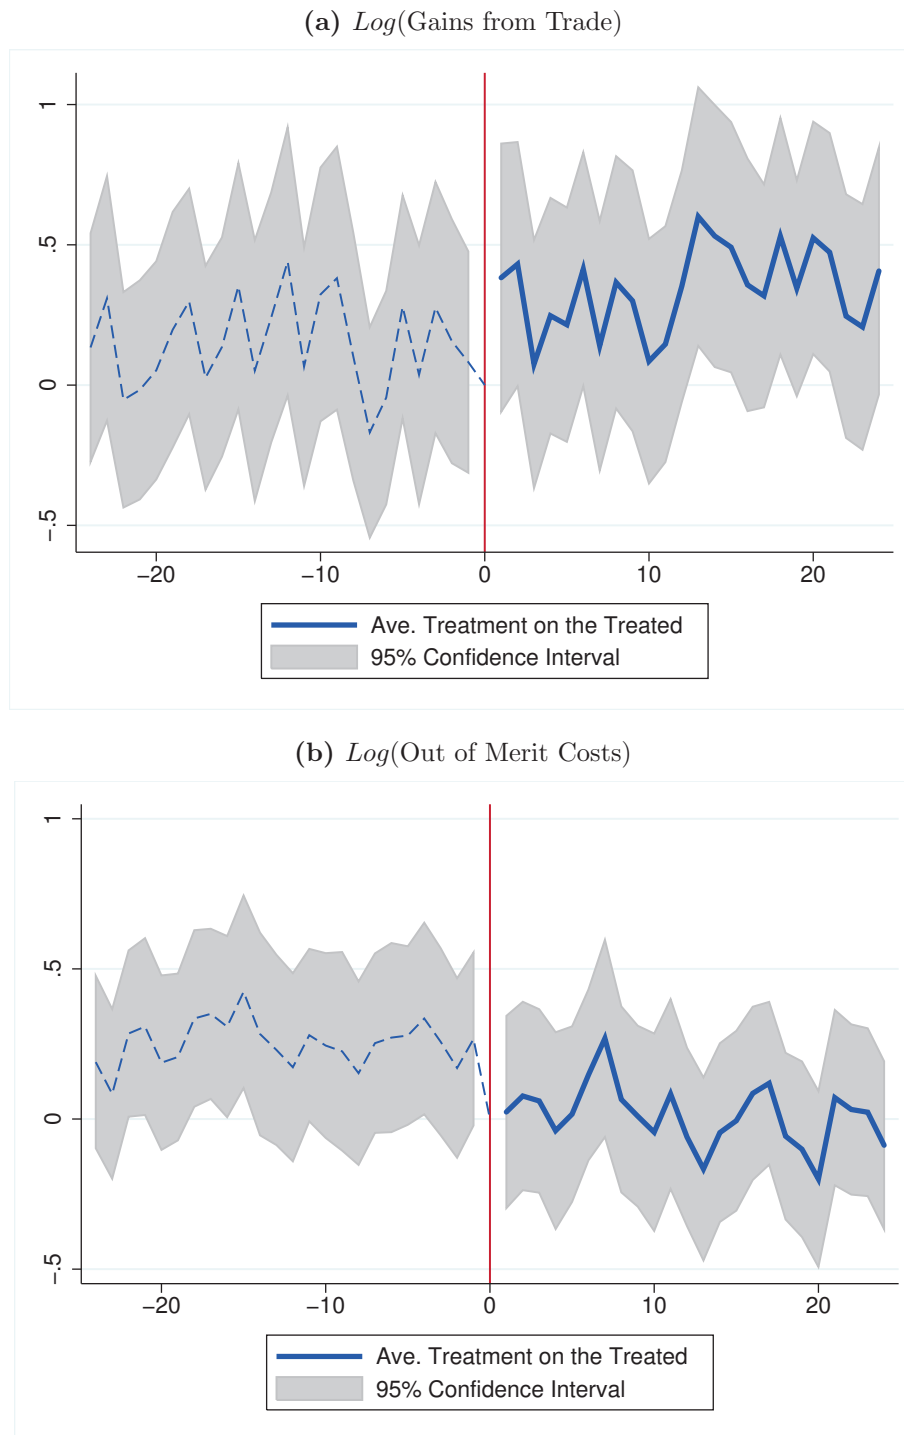 (a) Log(Gains from Trade)
1
.5
0
−.5
−20 −10 0 10 20
Ave. Treatment on the Treated
95% Confidence Interval
(b) Log(Out of Merit Costs)
1
.5
0
−.5
−20 −10 0 10 20
Ave. Treatment on the Treated
95% Confidence Interval